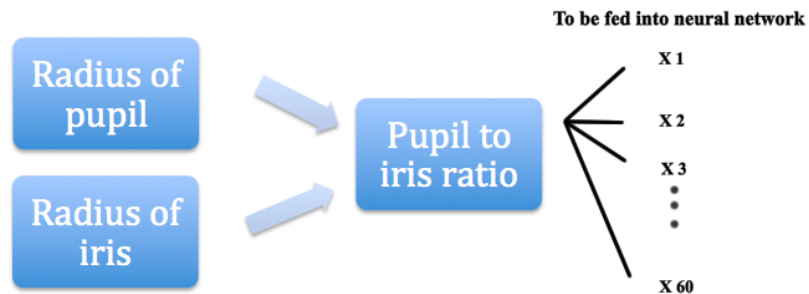 To be fed into neural network
Radius of
pupil
Radius of
iris
Pupil to
iris ratio
X 1
X 2
X 3
X 60